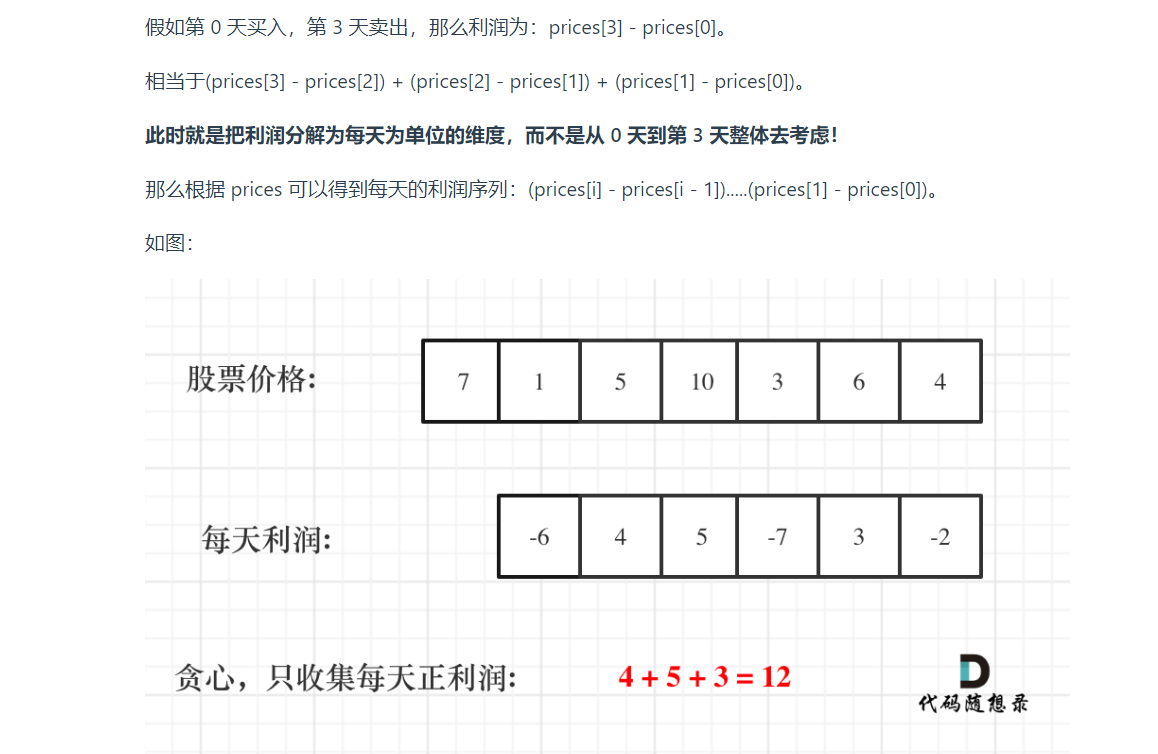 假如第 0 天买入，第 3 天卖出，那么利润为：prices[3] - prices[0]。
相当于(prices[3] - prices[2]) + (prices[2] - prices[1]) + (prices[1] - prices[0])。
此时就是把利润分解为每天为单位的维度，而不是从 0 天到第 3 天整体去考虑！
那么根据 prices 可以得到每天的利润序列：(prices[i] - prices[i - 1]).....(prices[1] - prices[0])。
如图：
股票价格: 7 1 5 10 3 6 4
每天利润: -6 4 5 -7 3 -2
贪心，只收集每天正利润: 4 + 5 + 3 = 12
代码随想录